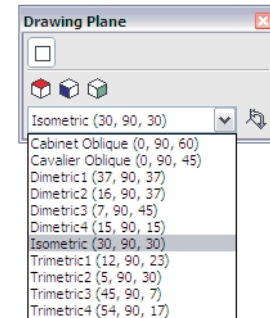 Drawing Plane
Isometric (30, 90, 30)
Cabinet Oblique (0, 90, 60)
Cavalier Oblique (0, 90, 45)
Dimetric1 (37, 90, 37)
Dimetric2 (16, 90, 37)
Dimetric3 (7, 90, 45)
Dimetric4 (15, 90, 15)
Isometric (30, 90, 30)
Trimetric1 (12, 90, 23)
Trimetric2 (5, 90, 30)
Trimetric3 (45, 90, 7)
Trimetric4 (54, 90, 17)